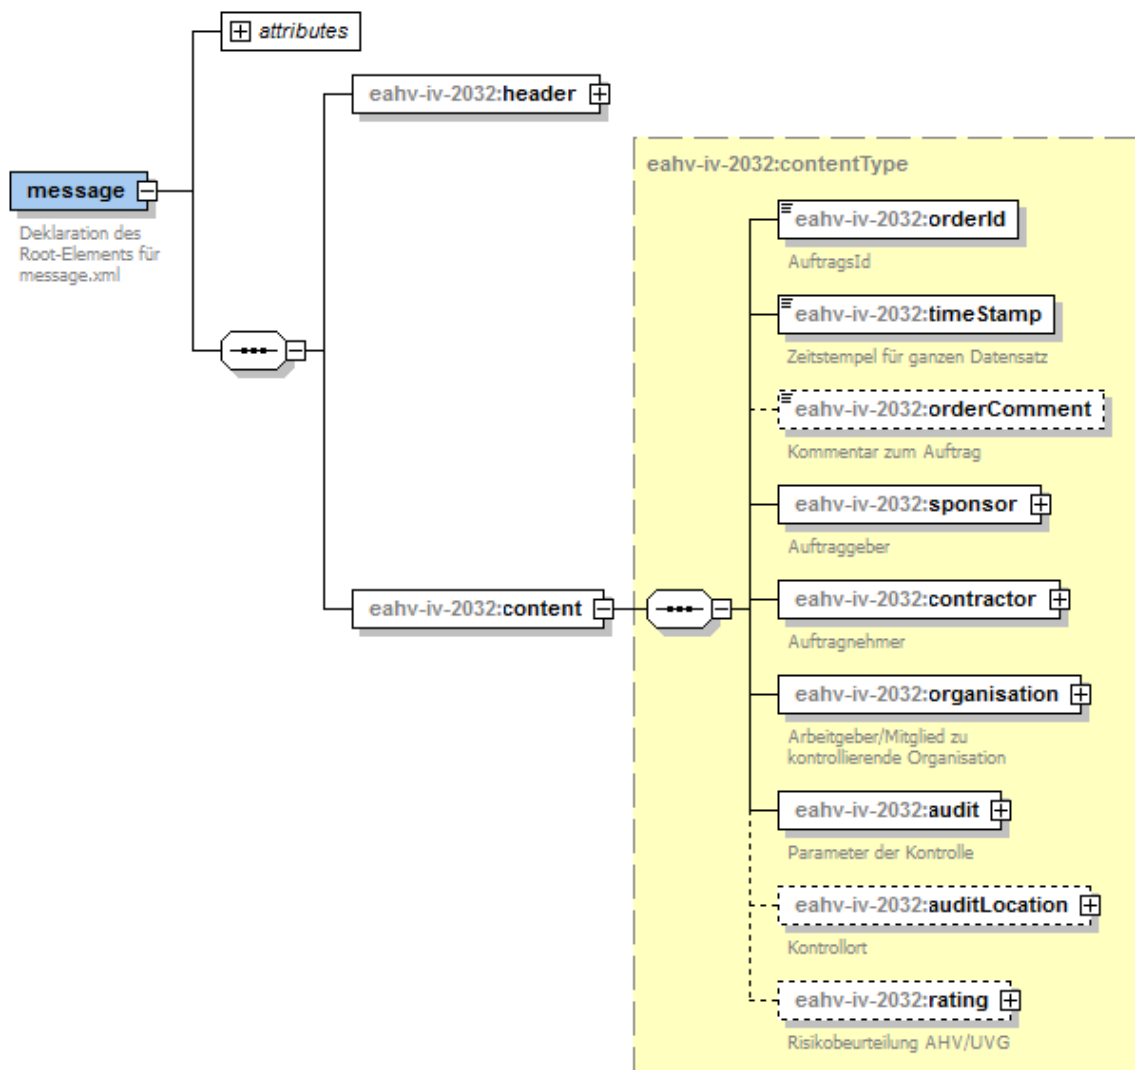 attributes
eahv-iv-2032:header
message
Deklaration des
Root-Elements für
message.xml
eahv-iv-2032:contentType
eahv-iv-2032:orderId
AuftragsId
eahv-iv-2032:timeStamp
Zeitstempel für ganzen Datensatz
eahv-iv-2032:orderComment
Kommentar zum Auftrag
eahv-iv-2032:sponsor
Auftraggeber
eahv-iv-2032:content
eahv-iv-2032:contractor
Auftragnehmer
eahv-iv-2032:organisation
Arbeitgeber/Mitglied zu
kontrollierende Organisation
eahv-iv-2032:audit
Parameter der Kontrolle
eahv-iv-2032:auditLocation
Kontrollort
eahv-iv-2032:rating
Risikobeurteilung AHV/UVG